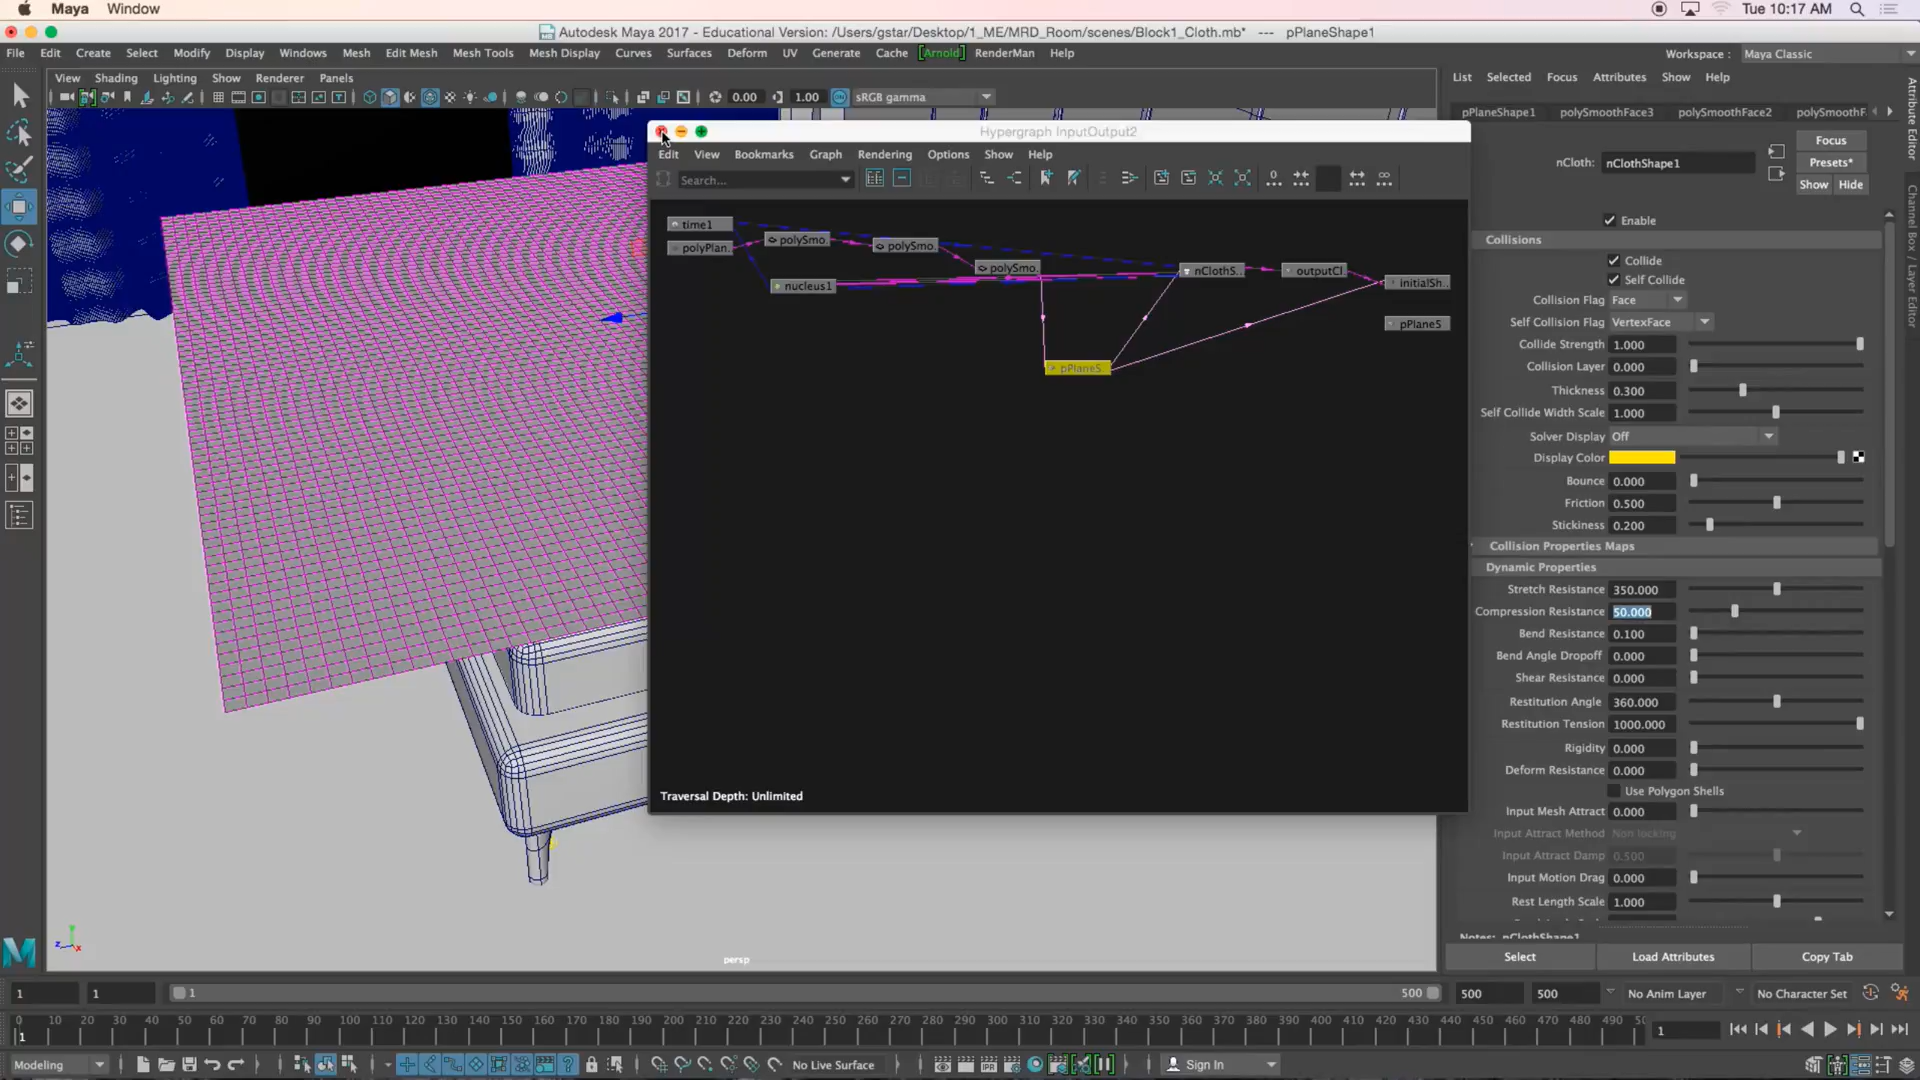 Maya Window
Tue 10:17 AM
Autodesk Maya 2017 - Educational Version: /Users/gstar/Desktop/1_ME/MRD_Room/scenes/Block1_Cloth.mb* --- pPlaneShape1
File Edit Create Select Modify Display Windows Mesh Edit Mesh Mesh Tools Mesh Display Curves Surfaces Deform UV Generate Cache [Arnold] RenderMan Help
Workspace : Maya Classic
View Shading Lighting Show Renderer Panels
List Selected Focus Attributes Show Help
0.00 1.00 sRGB gamma
pPlaneShape1 polySmoothFace3 polySmoothFace2 polySmoothF
Hypergraph InputOutput2
Edit View Bookmarks Graph Rendering Options Show Help
Search...
time1
polyPlan.
polySmo.
polySmo.
polySmo.
nucleus1
nClothS..
outputCl
initialSh..
pPlane5
pPlane5
Traversal Depth: Unlimited
persp
Focus
nCloth: nClothShape1
Presets*
Show Hide
Enable
Collisions
Collide
Self Collide
Collision Flag Face
Self Collision Flag VertexFace
Collide Strength 1.000
Collision Layer 0.000
Thickness 0.300
Self Collide Width Scale 1.000
Solver Display Off
Display Color
Bounce 0.000
Friction 0.500
Stickiness 0.200
Collision Properties Maps
Dynamic Properties
Stretch Resistance 350.000
Compression Resistance 50.000
Bend Resistance 0.100
Bend Angle Dropoff 0.000
Shear Resistance 0.000
Restitution Angle 360.000
Restitution Tension 1000.000
Rigidity 0.000
Deform Resistance 0.000
Use Polygon Shells
Input Mesh Attract 0.000
Input Attract Method Non locking
Input Attract Damp 0.500
Input Motion Drag 0.000
Rest Length Scale 1.000
Notes: nClothShape1
Select Load Attributes Copy Tab
Attribute Editor
Channel Box / Layer Editor
z y x
1 1 1 500 500 500 No Anim Layer No Character Set
0 10 20 30 40 50 60 70 80 90 100 110 120 130 140 150 160 170 180 190 200 210 220 230 240 250 260 270 280 290 300 310 320 330 340 350 360 370 380 390 400 410 420 430 440 450 460 470 480 490
1 1
Modeling No Live Surface IPR Sign In